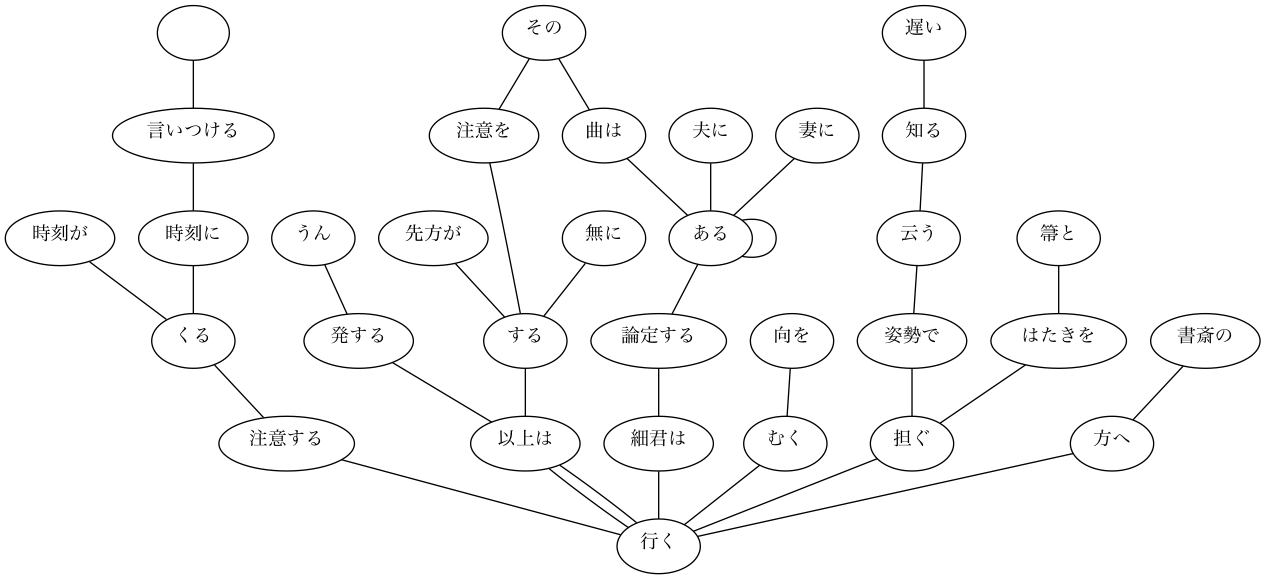 その
遅い
言いつける
注意を
曲は
夫に
妻に
知る
時刻が
時刻に
うん
先方が
無に
ある
云う
箒と
くる
発する
する
論定する
向を
姿勢で
はたきを
書斎の
注意する
以上は
細君は
むく
担ぐ
方へ
行く